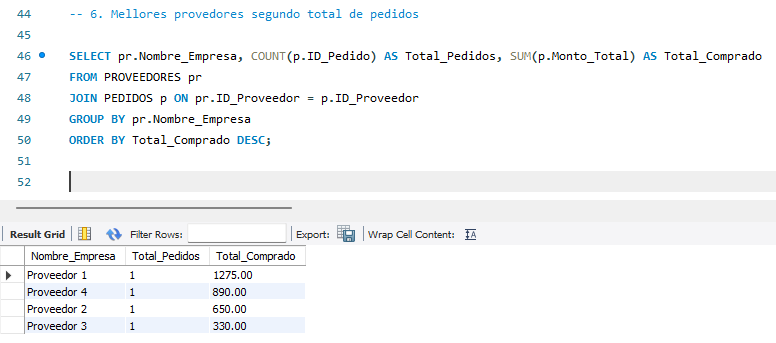 44 -- 6. Mellores provedores segundo total de pedidos
45
46 SELECT pr.Nombre_Empresa, COUNT(p.ID_Pedido) AS Total_Pedidos, SUM(p.Monto_Total) AS Total_Comprado
47 FROM PROVEEDORES pr
48 JOIN PEDIDOS p ON pr.ID_Proveedor = p.ID_Proveedor
49 GROUP BY pr.Nombre_Empresa
50 ORDER BY Total_Comprado DESC;
51
52
Result Grid Filter Rows: Export: Wrap Cell Content:
Nombre_Empresa Total_Pedidos Total_Comprado
Proveedor 1 1 1275.00
Proveedor 4 1 890.00
Proveedor 2 1 650.00
Proveedor 3 1 330.00